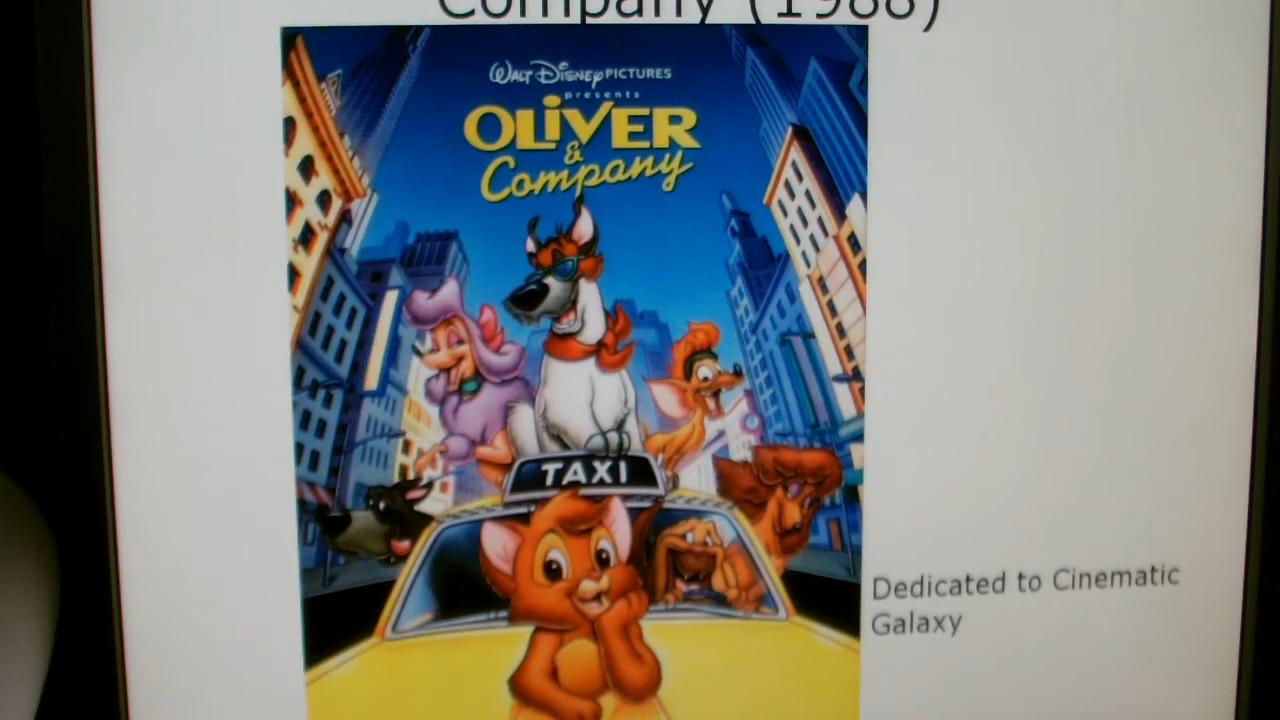 Company (1988)
WALT DISNEY PICTURES
presents
OLiVER
&
Company
TAXI
Dedicated to Cinematic
Galaxy